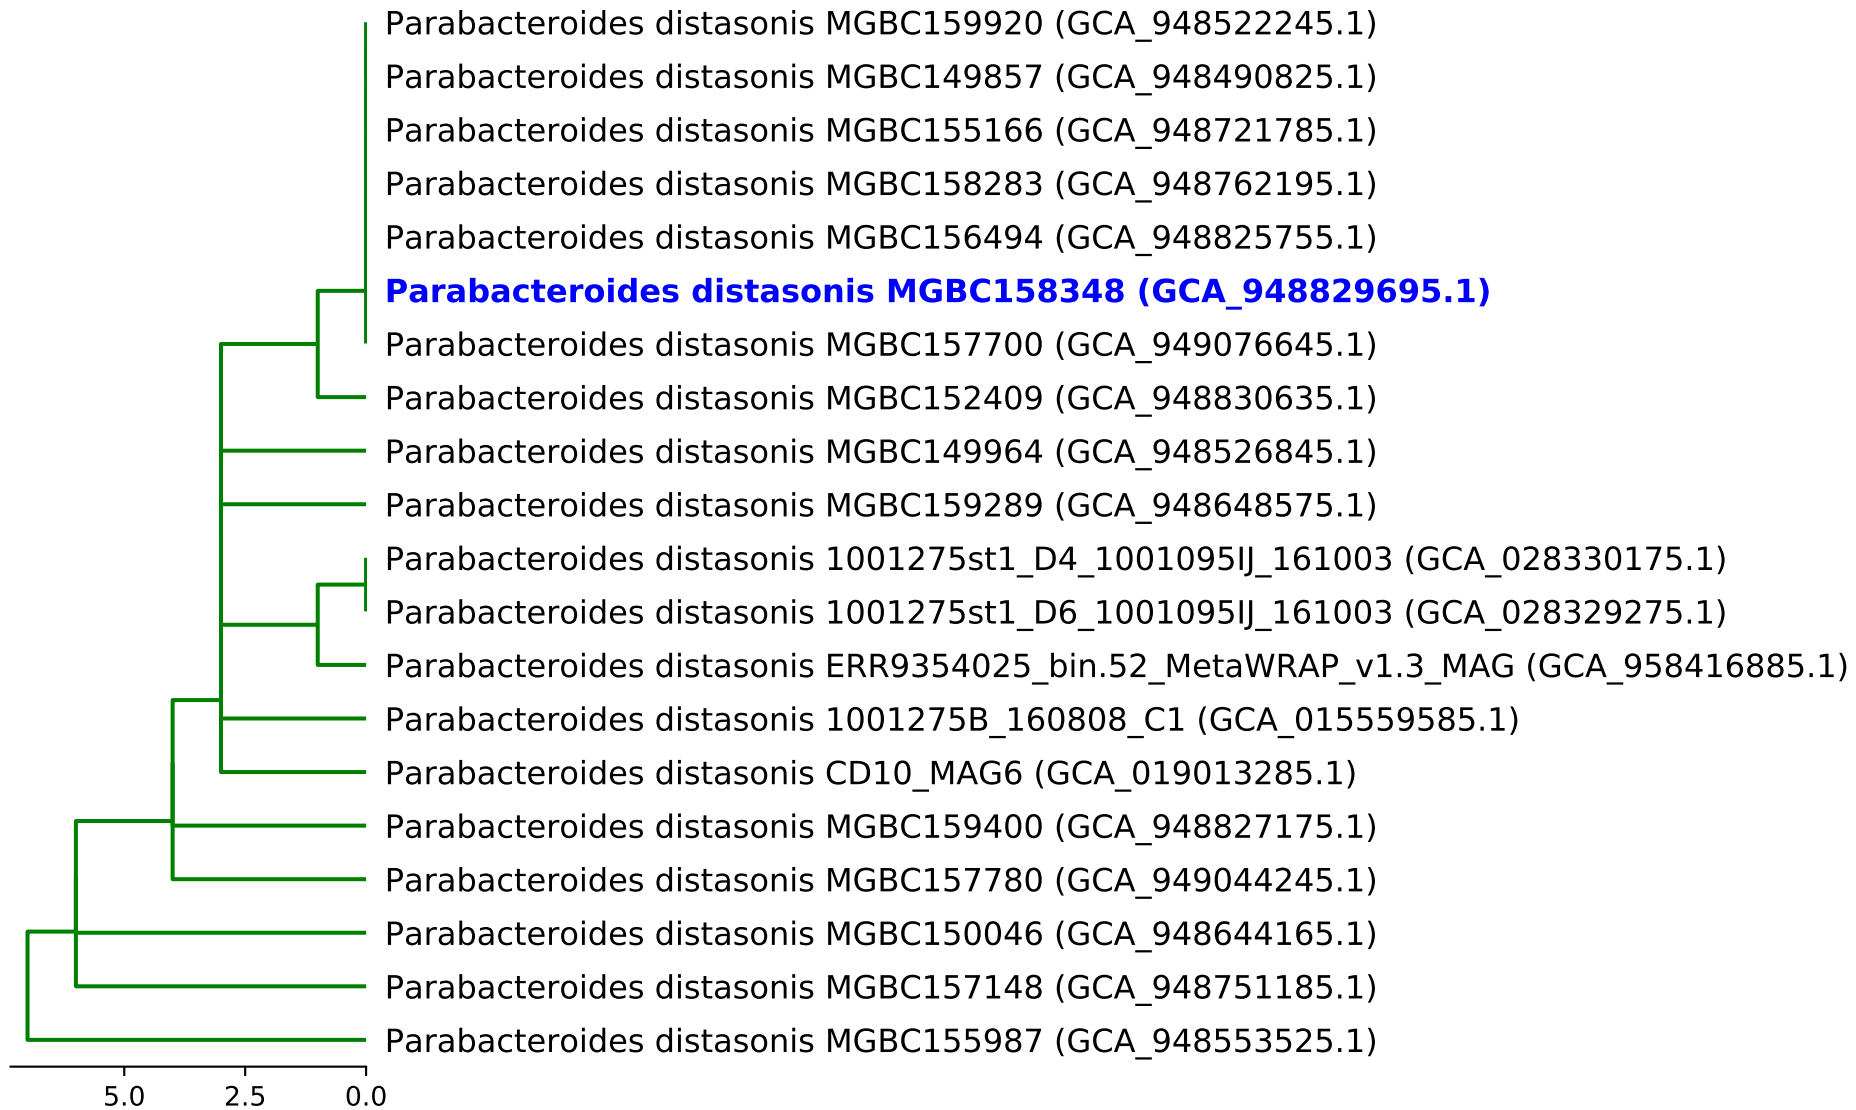 Parabacteroides distasonis MGBC159920 (GCA_948522245.1)
Parabacteroides distasonis MGBC149857 (GCA_948490825.1)
Parabacteroides distasonis MGBC155166 (GCA_948721785.1)
Parabacteroides distasonis MGBC158283 (GCA_948762195.1)
Parabacteroides distasonis MGBC156494 (GCA_948825755.1)
Parabacteroides distasonis MGBC158348 (GCA_948829695.1)
Parabacteroides distasonis MGBC157700 (GCA_949076645.1)
Parabacteroides distasonis MGBC152409 (GCA_948830635.1)
Parabacteroides distasonis MGBC149964 (GCA_948526845.1)
Parabacteroides distasonis MGBC159289 (GCA_948648575.1)
Parabacteroides distasonis 1001275st1_D4_1001095IJ_161003 (GCA_028330175.1)
Parabacteroides distasonis 1001275st1_D6_1001095IJ_161003 (GCA_028329275.1)
Parabacteroides distasonis ERR9354025_bin.52_MetaWRAP_v1.3_MAG (GCA_958416885.1)
Parabacteroides distasonis 1001275B_160808_C1 (GCA_015559585.1)
Parabacteroides distasonis CD10_MAG6 (GCA_019013285.1)
Parabacteroides distasonis MGBC159400 (GCA_948827175.1)
Parabacteroides distasonis MGBC157780 (GCA_949044245.1)
Parabacteroides distasonis MGBC150046 (GCA_948644165.1)
Parabacteroides distasonis MGBC157148 (GCA_948751185.1)
Parabacteroides distasonis MGBC155987 (GCA_948553525.1)
5.0 2.5 0.0